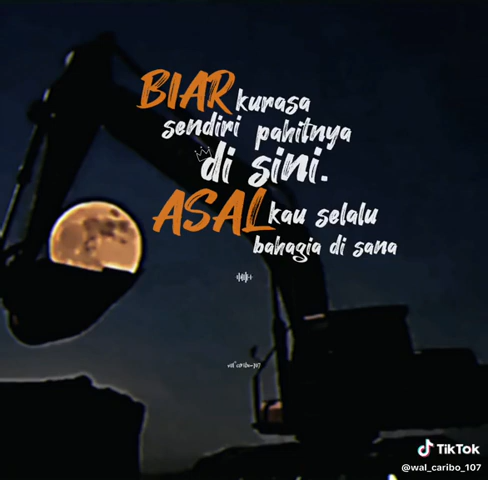 BIAR kurasa
sendiri pahitnya
di sini.
ASAL kau selalu
bahagia di sana
TikTok
@wal_caribo_107